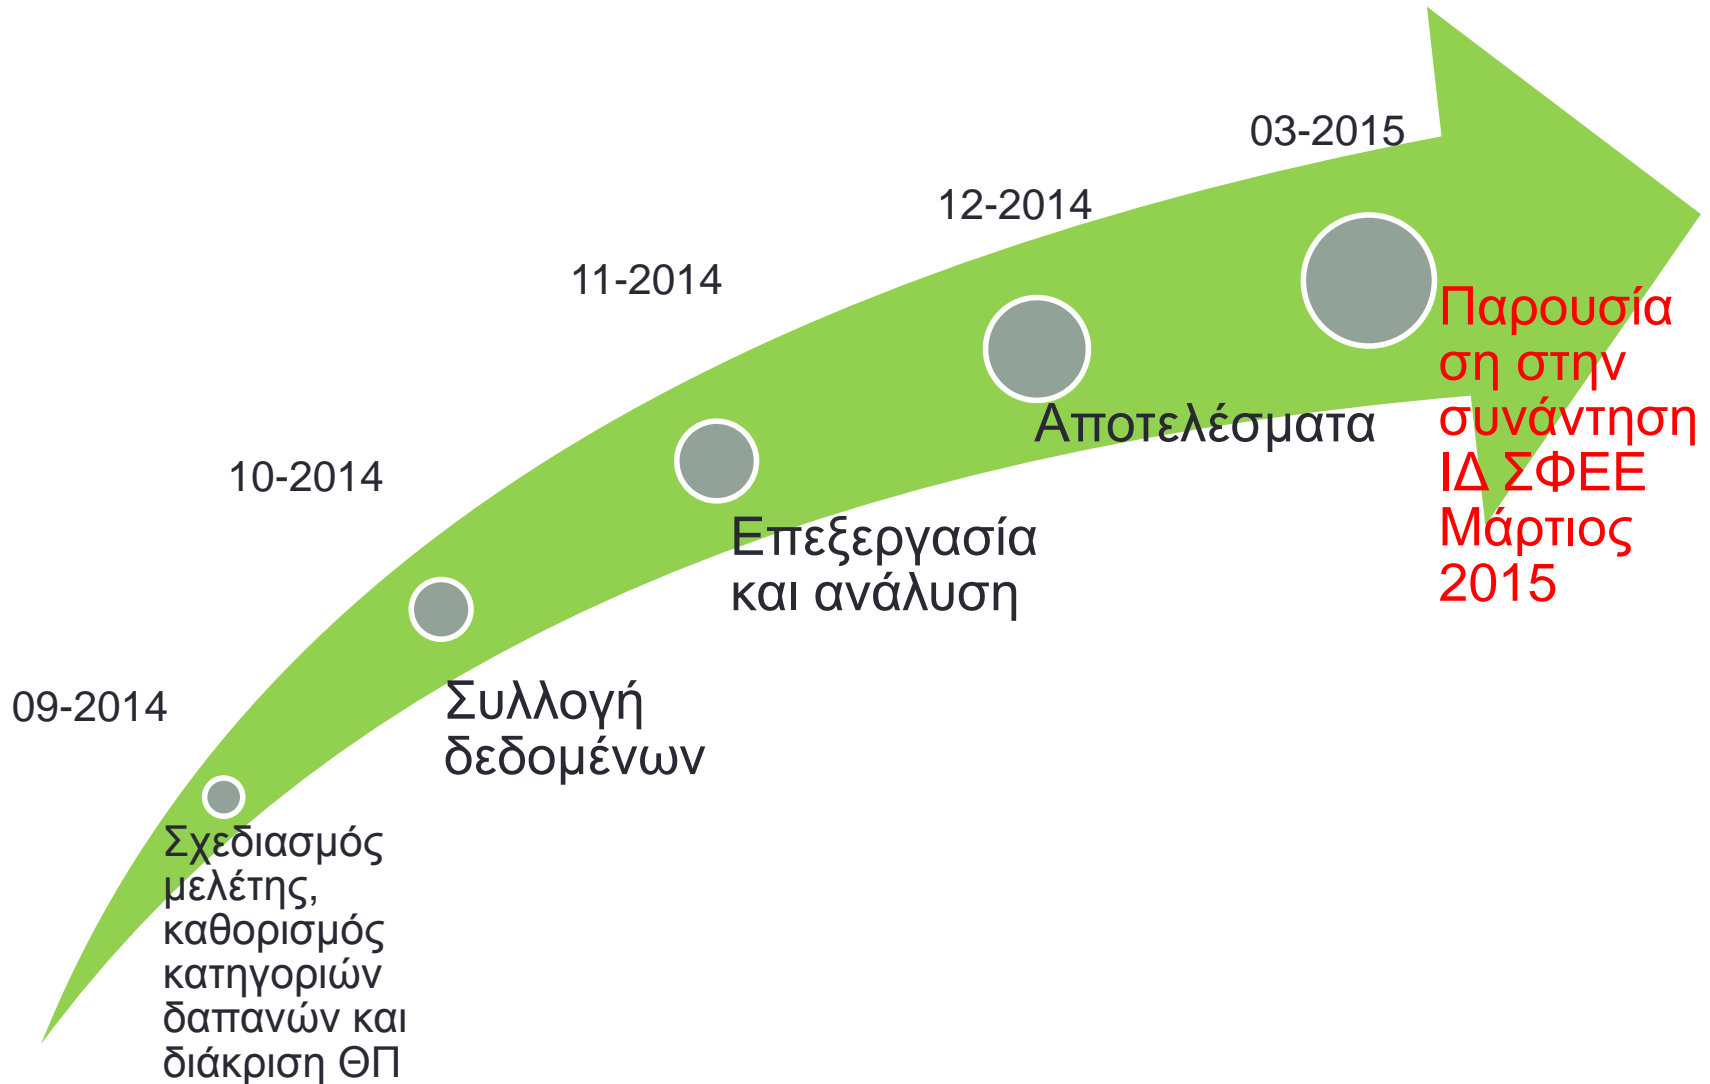 09-2014
Σχεδιασμός
μελέτης,
καθορισμός
κατηγοριών
δαπανών και
διάκριση ΘΠ
10-2014
Συλλογή
δεδομένων
11-2014
Επεξεργασία
και ανάλυση
12-2014
Αποτελέσματα
03-2015
Παρουσία
ση στην
συνάντηση
ΙΔ ΣΦΕΕ
Μάρτιος
2015